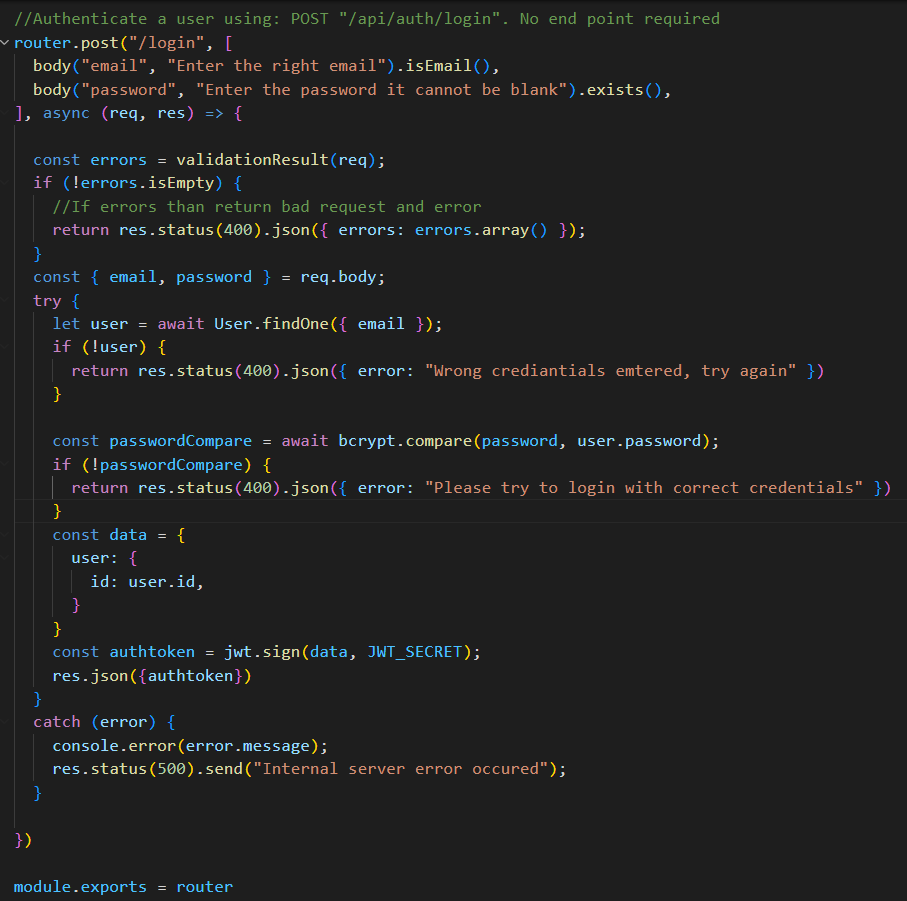 //Authenticate a user using: POST "/api/auth/login". No end point required
router.post("/login", [
  body("email", "Enter the right email").isEmail(),
  body("password", "Enter the password it cannot be blank").exists(),
], async (req, res) => {
  const errors = validationResult(req);
  if (!errors.isEmpty) {
    //If errors than return bad request and error
    return res.status(400).json({ errors: errors.array() });
  }
  const { email, password } = req.body;
  try {
    let user = await User.findOne({ email });
    if (!user) {
      return res.status(400).json({ error: "Wrong crediantials emtered, try again" })
    }
    const passwordCompare = await bcrypt.compare(password, user.password);
    if (!passwordCompare) {
      return res.status(400).json({ error: "Please try to login with correct credentials" })
    }
    const data = {
      user: {
        id: user.id,
      }
    }
    const authtoken = jwt.sign(data, JWT_SECRET);
    res.json({authtoken})
  }
  catch (error) {
    console.error(error.message);
    res.status(500).send("Internal server error occured");
  }
})
module.exports = router